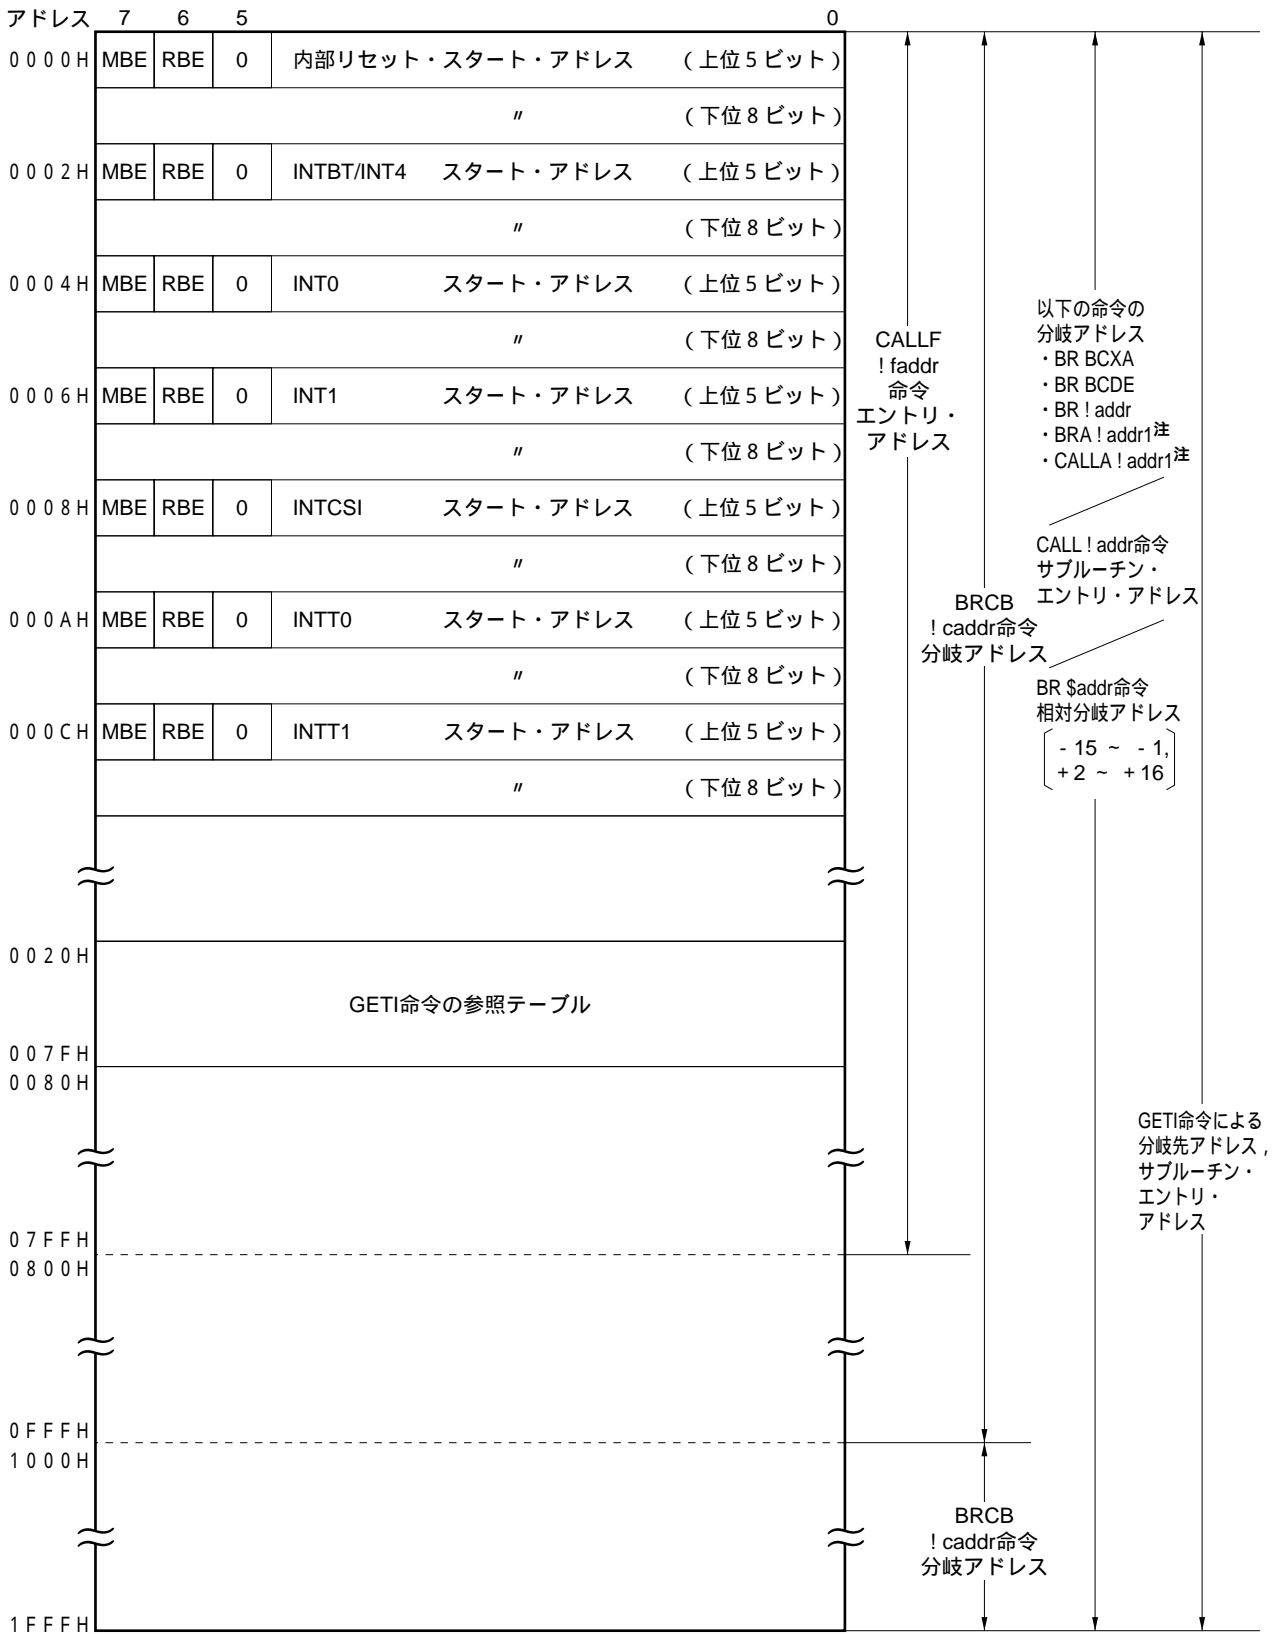 アドレス 7 6 5 0
0000H MBE RBE 0 内部リセット・スタート・アドレス (上位5ビット)
〃 (下位8ビット)
0002H MBE RBE 0 INTBT/INT4 スタート・アドレス (上位5ビット)
〃 (下位8ビット)
0004H MBE RBE 0 INT0 スタート・アドレス (上位5ビット)
〃 (下位8ビット)
0006H MBE RBE 0 INT1 スタート・アドレス (上位5ビット)
〃 (下位8ビット)
0008H MBE RBE 0 INTCSI スタート・アドレス (上位5ビット)
〃 (下位8ビット)
000AH MBE RBE 0 INTT0 スタート・アドレス (上位5ビット)
〃 (下位8ビット)
000CH MBE RBE 0 INTT1 スタート・アドレス (上位5ビット)
〃 (下位8ビット)
0020H
GETI命令の参照テーブル
007FH
0080H
07FFH
0800H
0FFFH
1000H
1FFFH
CALLF
!faddr
命令
エントリ・
アドレス
BRCB
!caddr命令
分岐アドレス
BRCB
!caddr命令
分岐アドレス
以下の命令の
分岐アドレス
・BR BCXA
・BR BCDE
・BR !addr
・BRA !addr1注
・CALLA !addr1注
CALL !addr命令
サブルーチン・
エントリ・アドレス
BR $addr命令
相対分岐アドレス
-15 ~ -1,
+2 ~ +16
GETI命令による
分岐先アドレス,
サブルーチン・
エントリ・
アドレス